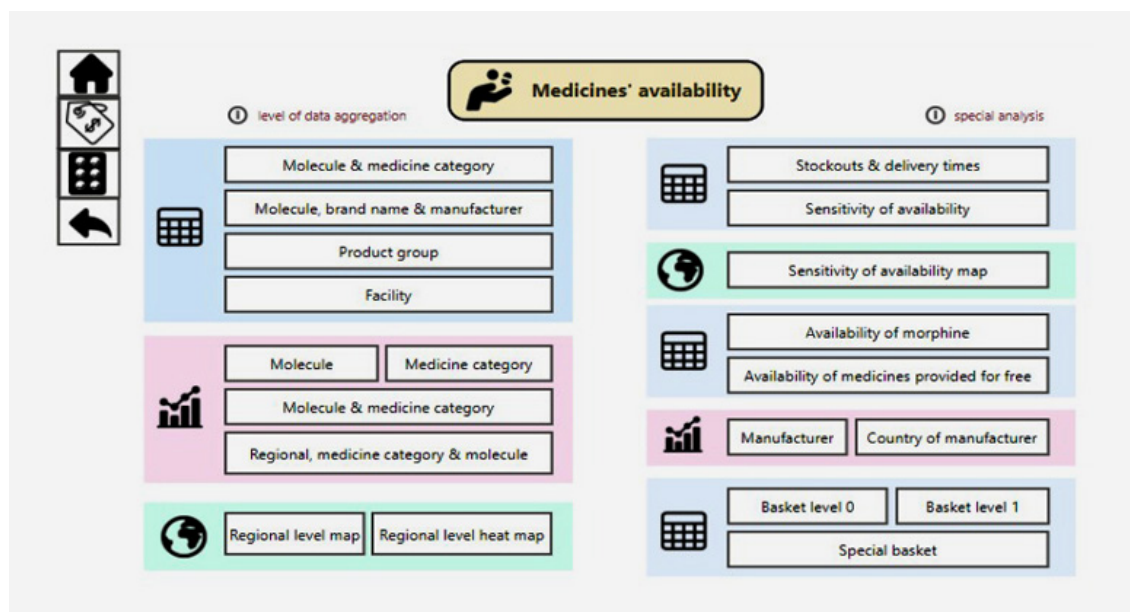 Medicines' availability
level of data aggregation
Molecule & medicine category
Molecule, brand name & manufacturer
Product group
Facility
Molecule
Medicine category
Molecule & medicine category
Regional, medicine category & molecule
Regional level map
Regional level heat map
special analysis
Stockouts & delivery times
Sensitivity of availability
Sensitivity of availability map
Availability of morphine
Availability of medicines provided for free
Manufacturer
Country of manufacturer
Basket level 0
Basket level 1
Special basket